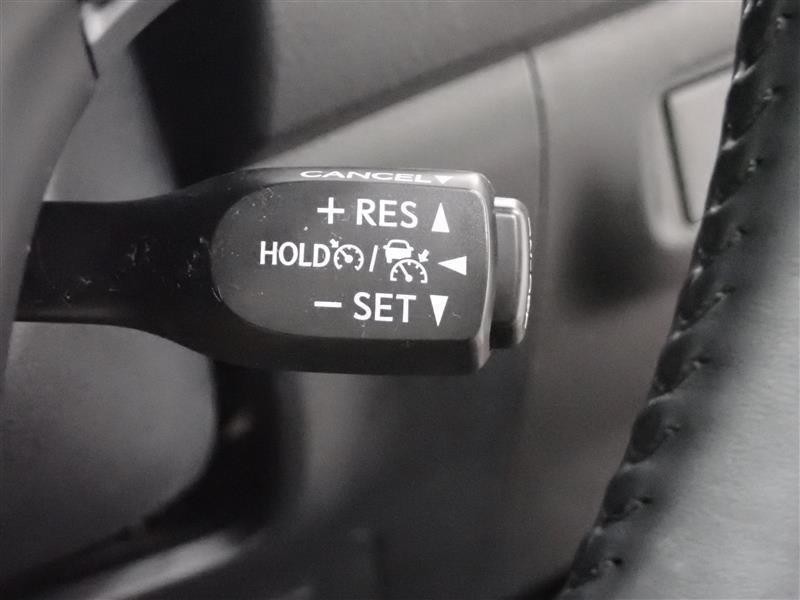 CANCEL
+ RES
HOLD /
− SET